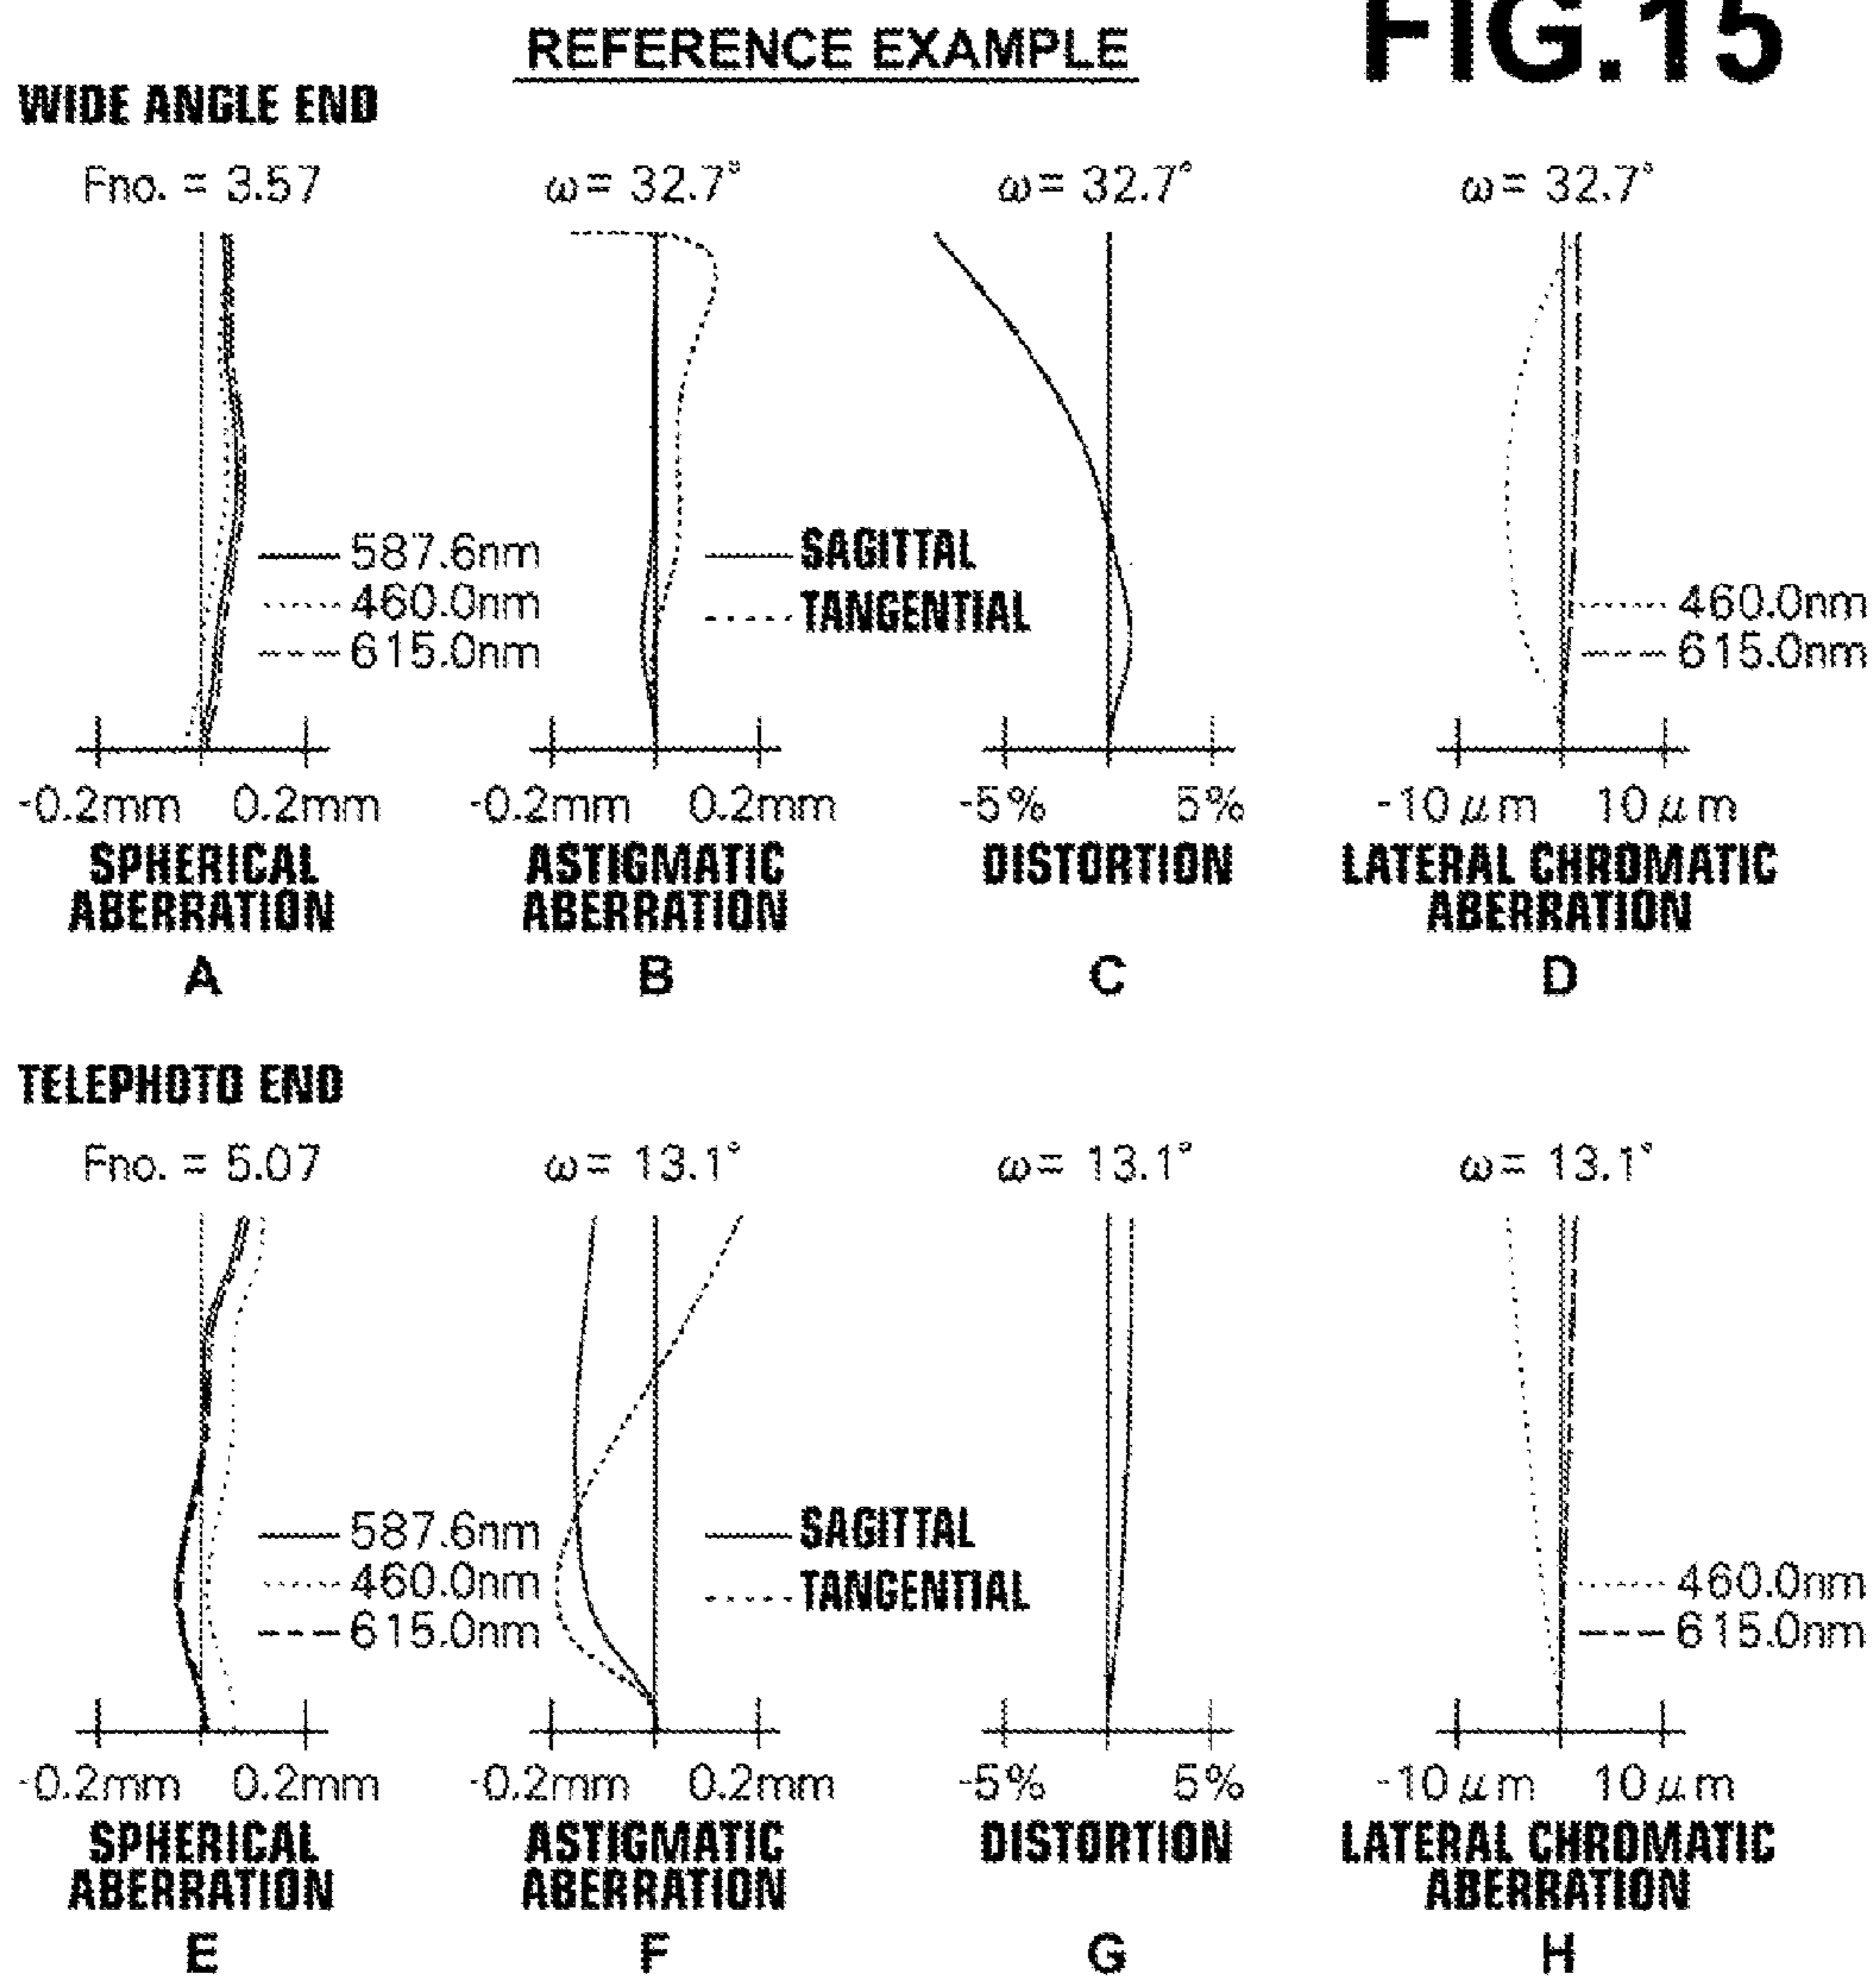 FIG.15
REFERENCE EXAMPLE
WIDE ANGLE END
Fno. = 3.57
ω= 32.7°
ω= 32.7°
ω= 32.7°
587.6nm
460.0nm
615.0nm
SAGITTAL
TANGENTIAL
460.0nm
615.0nm
-0.2mm 0.2mm
-0.2mm 0.2mm
-5% 5%
-10μm 10μm
SPHERICAL
ABERRATION
ASTIGMATIC
ABERRATION
DISTORTION
LATERAL CHROMATIC
ABERRATION
A
B
C
D
TELEPHOTO END
Fno. = 5.07
ω= 13.1°
ω= 13.1°
ω= 13.1°
587.6nm
460.0nm
615.0nm
SAGITTAL
TANGENTIAL
460.0nm
615.0nm
-0.2mm 0.2mm
-0.2mm 0.2mm
-5% 5%
-10μm 10μm
SPHERICAL
ABERRATION
ASTIGMATIC
ABERRATION
DISTORTION
LATERAL CHROMATIC
ABERRATION
E
F
G
H